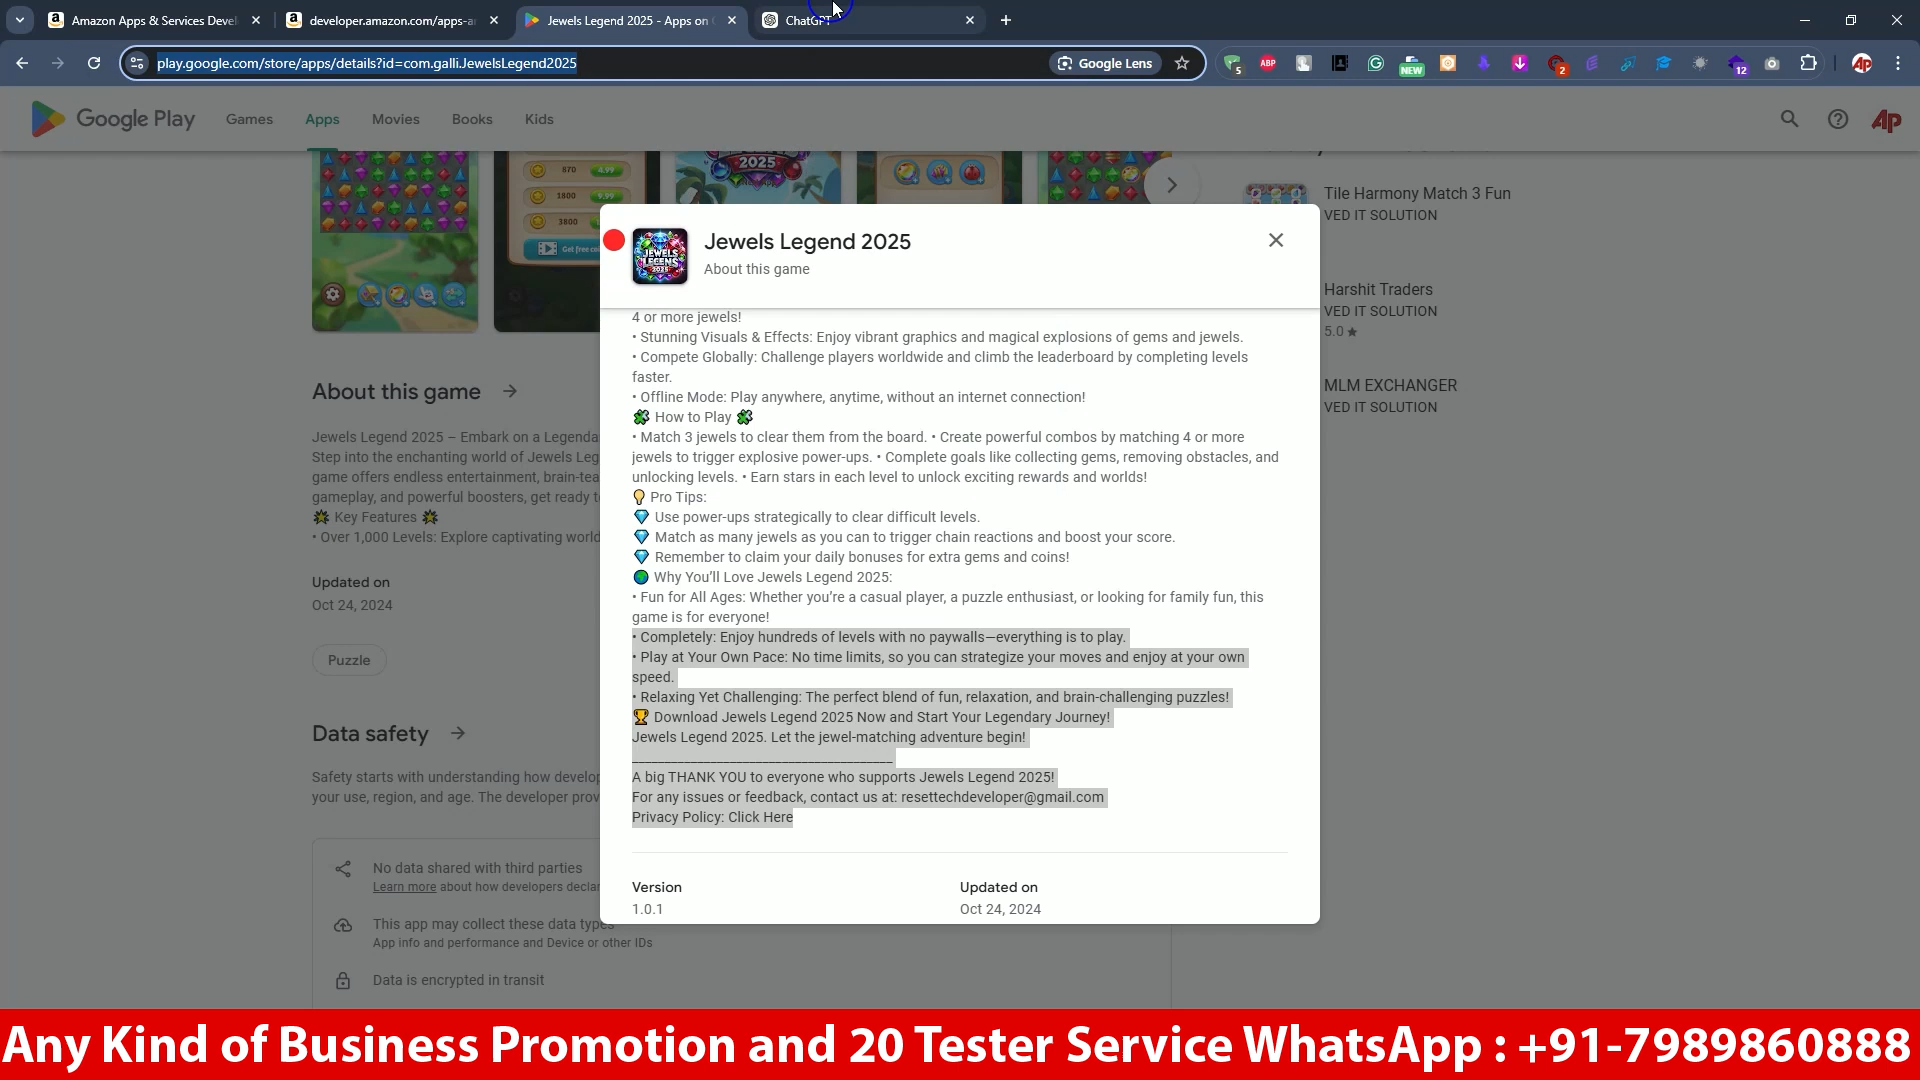 Amazon Apps & Services Devel
developer.amazon.com/apps-a
Jewels Legend 2025 - Apps on
ChatGPT
play.google.com/store/apps/details?id=com.galli.JewelsLegend2025
Google Lens
5
ABP
NEW
2
12
Google Play
Games
Apps
Movies
Books
Kids
870
4.99
1800
9.99
3800
2025
Tile Harmony Match 3 Fun
VED IT SOLUTION
Harshit Traders
VED IT SOLUTION
5.0 ★
MLM EXCHANGER
VED IT SOLUTION
About this game
Jewels Legend 2025 – Embark on a Legenda
Step into the enchanting world of Jewels Leg
game offers endless entertainment, brain-tea
gameplay, and powerful boosters, get ready t
🌟 Key Features 🌟
• Over 1,000 Levels: Explore captivating world
Updated on
Oct 24, 2024
Puzzle
Data safety
Safety starts with understanding how develop
your use, region, and age. The developer prov
No data shared with third parties
Learn more about how developers declar
This app may collect these data types
App info and performance and Device or other IDs
Data is encrypted in transit
Jewels Legend 2025
About this game
4 or more jewels!
• Stunning Visuals & Effects: Enjoy vibrant graphics and magical explosions of gems and jewels.
• Compete Globally: Challenge players worldwide and climb the leaderboard by completing levels
faster.
• Offline Mode: Play anywhere, anytime, without an internet connection!
🧩 How to Play 🧩
• Match 3 jewels to clear them from the board. • Create powerful combos by matching 4 or more
jewels to trigger explosive power-ups. • Complete goals like collecting gems, removing obstacles, and
unlocking levels. • Earn stars in each level to unlock exciting rewards and worlds!
💡 Pro Tips:
💎 Use power-ups strategically to clear difficult levels.
💎 Match as many jewels as you can to trigger chain reactions and boost your score.
💎 Remember to claim your daily bonuses for extra gems and coins!
🌍 Why You'll Love Jewels Legend 2025:
• Fun for All Ages: Whether you're a casual player, a puzzle enthusiast, or looking for family fun, this
game is for everyone!
• Completely: Enjoy hundreds of levels with no paywalls—everything is to play.
• Play at Your Own Pace: No time limits, so you can strategize your moves and enjoy at your own
speed.
• Relaxing Yet Challenging: The perfect blend of fun, relaxation, and brain-challenging puzzles!
🏆 Download Jewels Legend 2025 Now and Start Your Legendary Journey!
Jewels Legend 2025. Let the jewel-matching adventure begin!
________________________________
A big THANK YOU to everyone who supports Jewels Legend 2025!
For any issues or feedback, contact us at: resettechdeveloper@gmail.com
Privacy Policy: Click Here
Version
1.0.1
Updated on
Oct 24, 2024
Any Kind of Business Promotion and 20 Tester Service WhatsApp : +91-7989860888